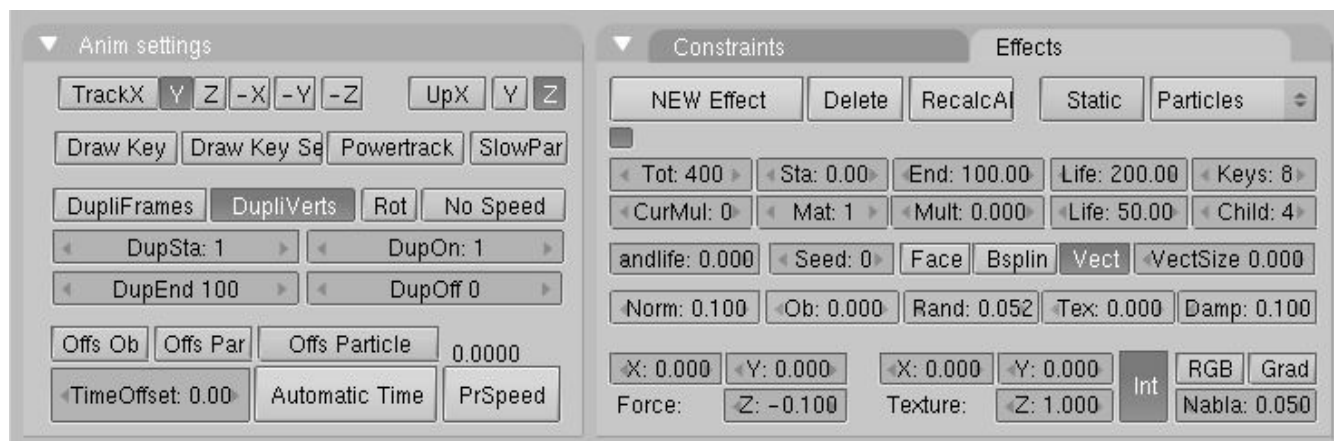 Anim settings
TrackX Y Z -X -Y -Z UpX Y Z
Draw Key Draw Key Se Powertrack SlowPar
DupliFrames DupliVerts Rot No Speed
DupSta: 1 DupOn: 1
DupEnd 100 DupOff 0
Offs Ob Offs Par Offs Particle 0.0000
TimeOffset: 0.00 Automatic Time PrSpeed
Constraints Effects
NEW Effect Delete RecalcAl Static Particles
Tot: 400 Sta: 0.00 End: 100.00 Life: 200.00 Keys: 8
CurMul: 0 Mat: 1 Mult: 0.000 Life: 50.00 Child: 4
andlife: 0.000 Seed: 0 Face Bsplin Vect VectSize 0.000
Norm: 0.100 Ob: 0.000 Rand: 0.052 Tex: 0.000 Damp: 0.100
X: 0.000 Y: 0.000 X: 0.000 Y: 0.000 Int RGB Grad
Force: Z: -0.100 Texture: Z: 1.000 Nabla: 0.050